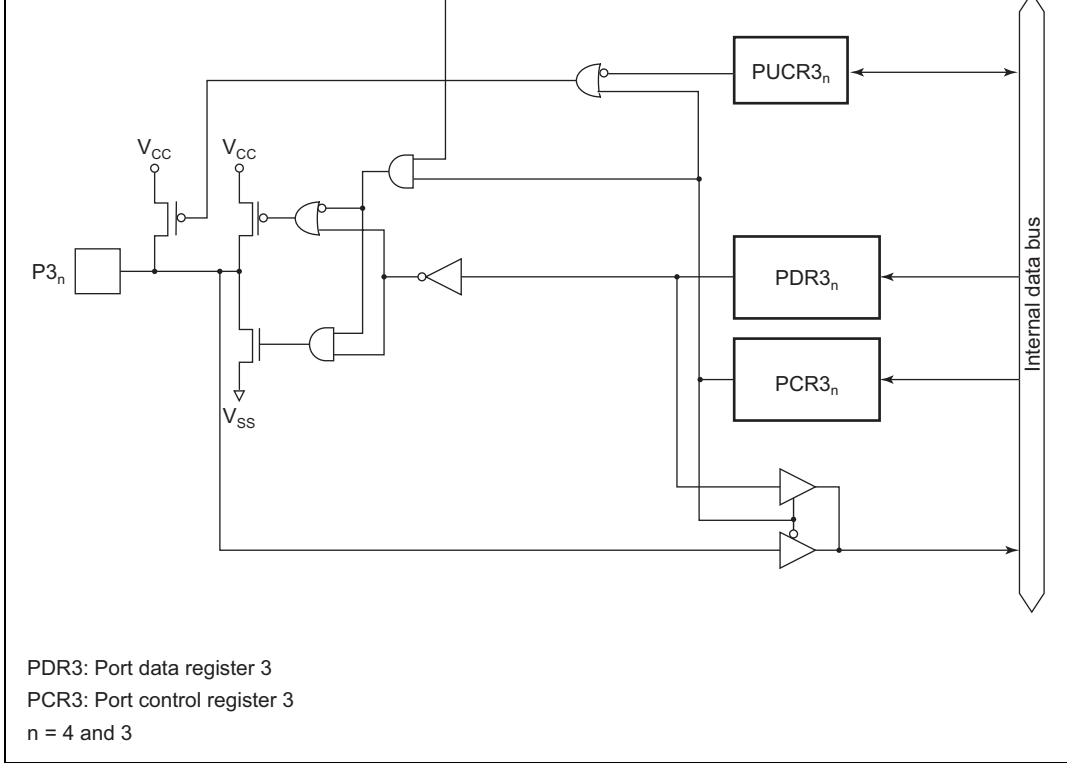 PUCR3n
VCC
VCC
P3n
PDR3n
PCR3n
VSS
Internal data bus
PDR3: Port data register 3
PCR3: Port control register 3
n = 4 and 3